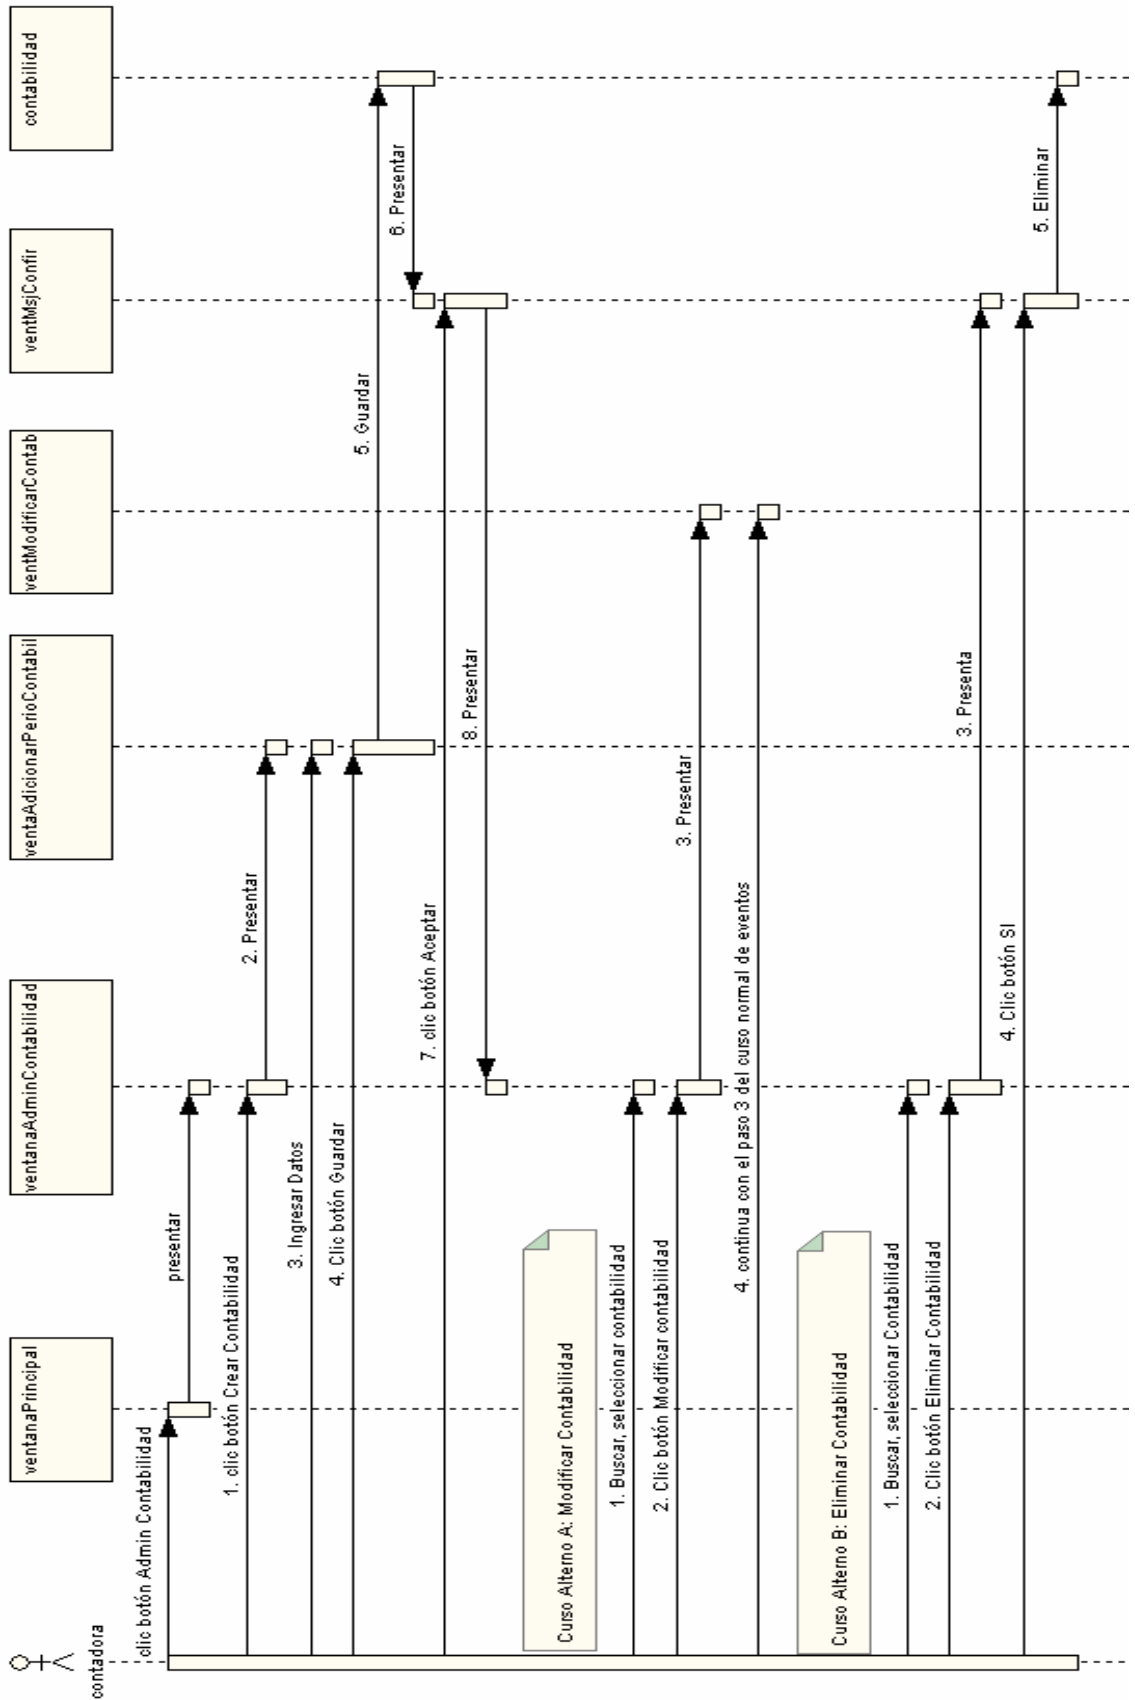 contadora
ventanaPrincipal
ventanaAdminContabilidad
ventaAdicionarPerioContabil
ventModificarContab
ventMsjConfir
contabilidad
clic botón Admin Contabilidad
presentar
1. clic botón Crear Contabilidad
2. Presentar
3. Ingresar Datos
4. Clic botón Guardar
5. Guardar
6. Presentar
7. clic botón Aceptar
8. Presentar
Curso Alterno A: Modificar Contabilidad
1. Buscar, seleccionar contabilidad
2. Clic botón Modificar contabilidad
3. Presentar
4. continua con el paso 3 del curso normal de eventos
Curso Alterno B: Eliminar Contabilidad
1. Buscar, seleccionar Contabilidad
2. Clic botón Eliminar Contabilidad
3. Presenta
4. Clic botón SI
5. Eliminar